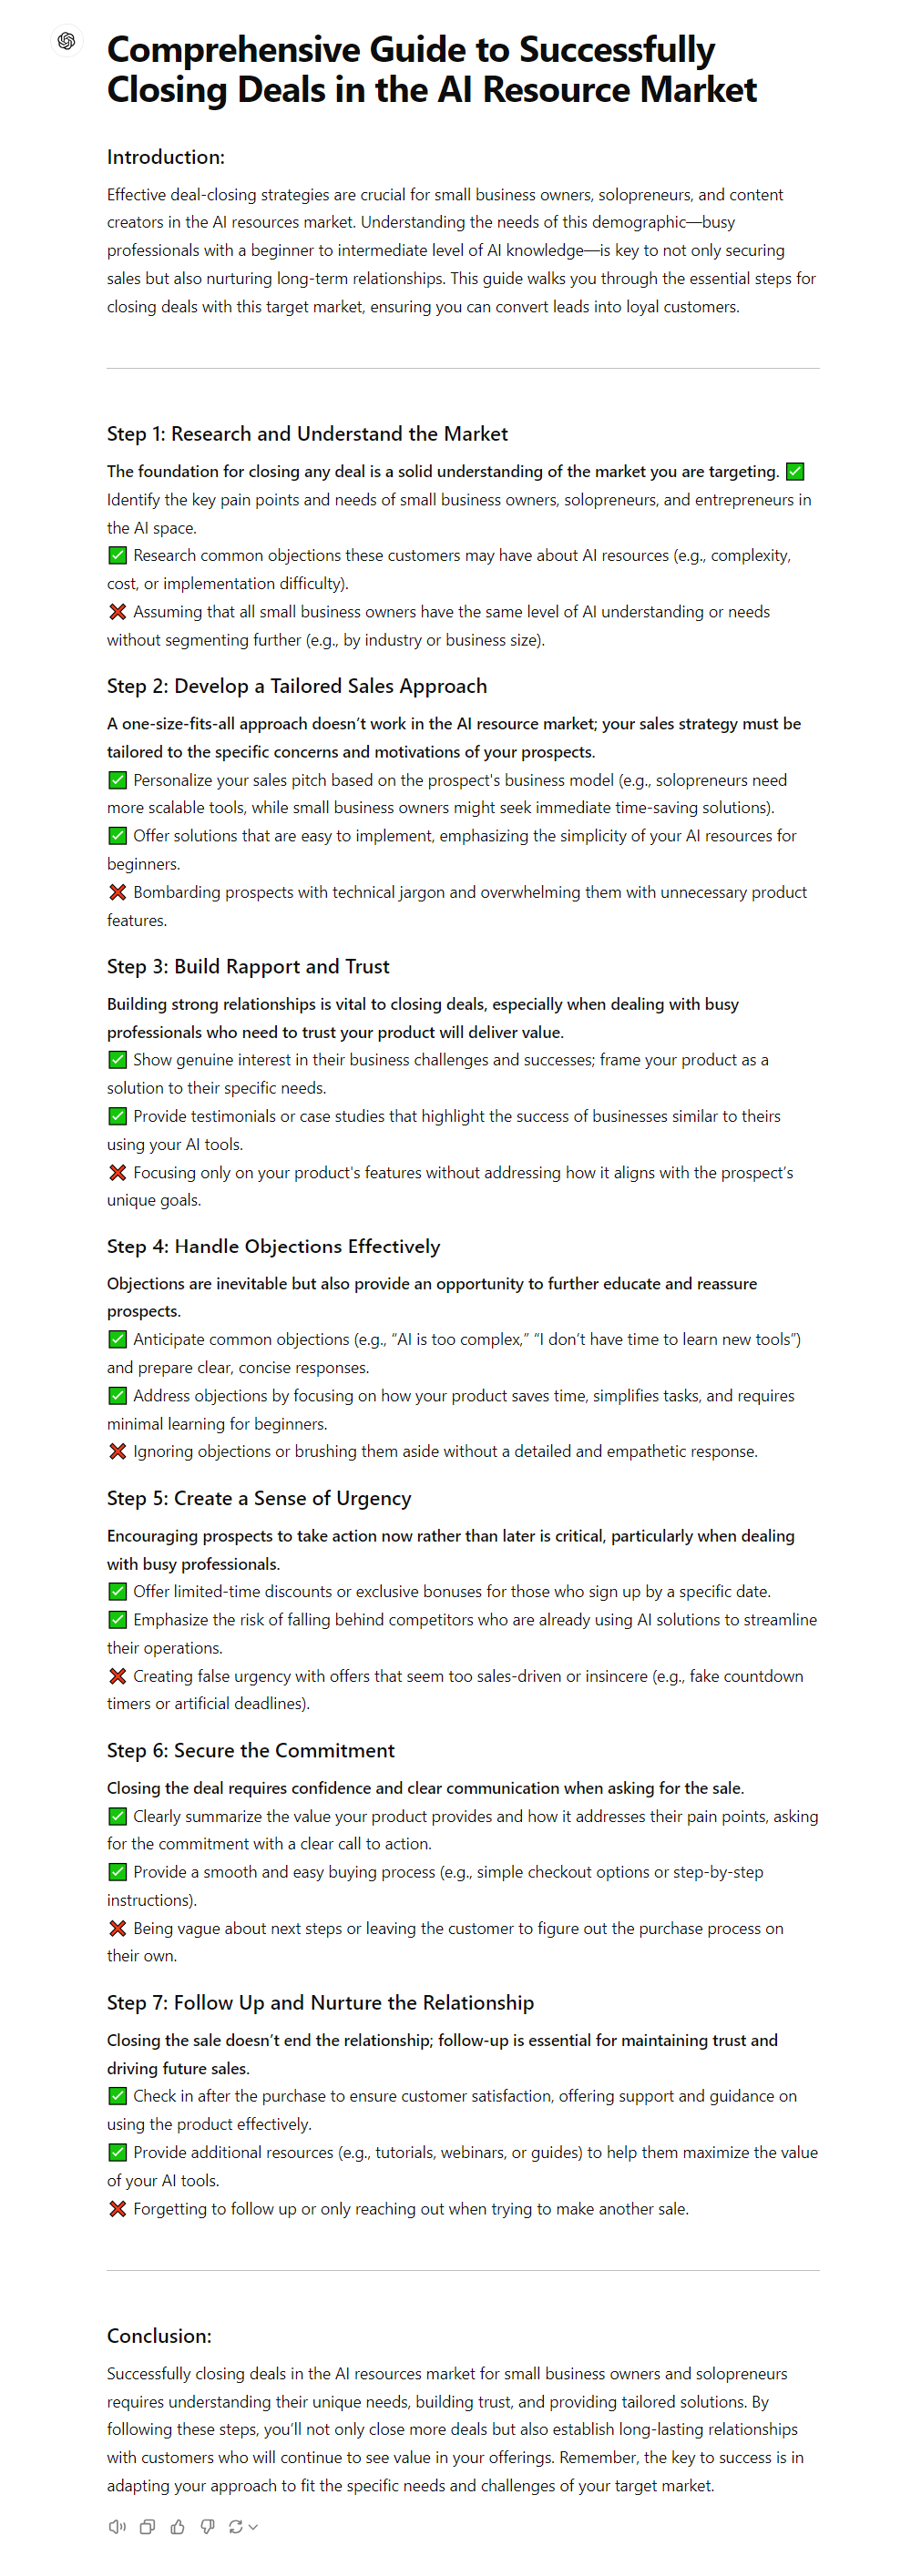 Comprehensive Guide to Successfully
Closing Deals in the AI Resource Market
Introduction:
Effective deal-closing strategies are crucial for small business owners, solopreneurs, and content
creators in the AI resources market. Understanding the needs of this demographic—busy
professionals with a beginner to intermediate level of AI knowledge—is key to not only securing
sales but also nurturing long-term relationships. This guide walks you through the essential steps for
closing deals with this target market, ensuring you can convert leads into loyal customers.
Step 1: Research and Understand the Market
The foundation for closing any deal is a solid understanding of the market you are targeting. ✅
Identify the key pain points and needs of small business owners, solopreneurs, and entrepreneurs in
the AI space.
✅ Research common objections these customers may have about AI resources (e.g., complexity,
cost, or implementation difficulty).
❌ Assuming that all small business owners have the same level of AI understanding or needs
without segmenting further (e.g., by industry or business size).
Step 2: Develop a Tailored Sales Approach
A one-size-fits-all approach doesn’t work in the AI resource market; your sales strategy must be
tailored to the specific concerns and motivations of your prospects.
✅ Personalize your sales pitch based on the prospect's business model (e.g., solopreneurs need
more scalable tools, while small business owners might seek immediate time-saving solutions).
✅ Offer solutions that are easy to implement, emphasizing the simplicity of your AI resources for
beginners.
❌ Bombarding prospects with technical jargon and overwhelming them with unnecessary product
features.
Step 3: Build Rapport and Trust
Building strong relationships is vital to closing deals, especially when dealing with busy
professionals who need to trust your product will deliver value.
✅ Show genuine interest in their business challenges and successes; frame your product as a
solution to their specific needs.
✅ Provide testimonials or case studies that highlight the success of businesses similar to theirs
using your AI tools.
❌ Focusing only on your product's features without addressing how it aligns with the prospect’s
unique goals.
Step 4: Handle Objections Effectively
Objections are inevitable but also provide an opportunity to further educate and reassure
prospects.
✅ Anticipate common objections (e.g., “AI is too complex,” “I don’t have time to learn new tools”)
and prepare clear, concise responses.
✅ Address objections by focusing on how your product saves time, simplifies tasks, and requires
minimal learning for beginners.
❌ Ignoring objections or brushing them aside without a detailed and empathetic response.
Step 5: Create a Sense of Urgency
Encouraging prospects to take action now rather than later is critical, particularly when dealing
with busy professionals.
✅ Offer limited-time discounts or exclusive bonuses for those who sign up by a specific date.
✅ Emphasize the risk of falling behind competitors who are already using AI solutions to streamline
their operations.
❌ Creating false urgency with offers that seem too sales-driven or insincere (e.g., fake countdown
timers or artificial deadlines).
Step 6: Secure the Commitment
Closing the deal requires confidence and clear communication when asking for the sale.
✅ Clearly summarize the value your product provides and how it addresses their pain points, asking
for the commitment with a clear call to action.
✅ Provide a smooth and easy buying process (e.g., simple checkout options or step-by-step
instructions).
❌ Being vague about next steps or leaving the customer to figure out the purchase process on
their own.
Step 7: Follow Up and Nurture the Relationship
Closing the sale doesn’t end the relationship; follow-up is essential for maintaining trust and
driving future sales.
✅ Check in after the purchase to ensure customer satisfaction, offering support and guidance on
using the product effectively.
✅ Provide additional resources (e.g., tutorials, webinars, or guides) to help them maximize the value
of your AI tools.
❌ Forgetting to follow up or only reaching out when trying to make another sale.
Conclusion:
Successfully closing deals in the AI resources market for small business owners and solopreneurs
requires understanding their unique needs, building trust, and providing tailored solutions. By
following these steps, you’ll not only close more deals but also establish long-lasting relationships
with customers who will continue to see value in your offerings. Remember, the key to success is in
adapting your approach to fit the specific needs and challenges of your target market.